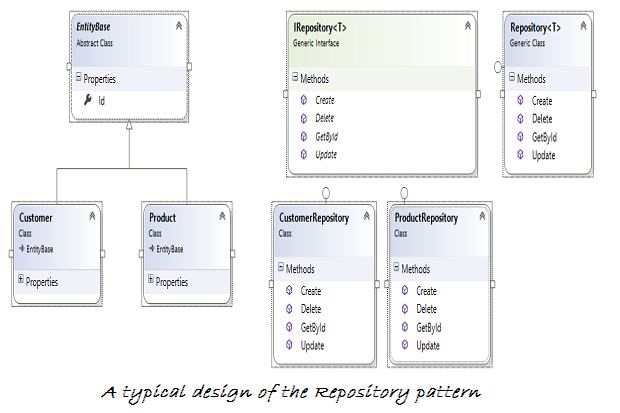 EntityBase
Abstract Class
Properties
Id
IRepository<T>
Generic Interface
Methods
Create
Delete
GetById
Update
Repository<T>
Generic Class
Methods
Create
Delete
GetById
Update
Customer
Class
EntityBase
Properties
Product
Class
EntityBase
Properties
CustomerRepository
Class
Methods
Create
Delete
GetById
Update
ProductRepository
Class
Methods
Create
Delete
GetById
Update
A typical design of the Repository pattern